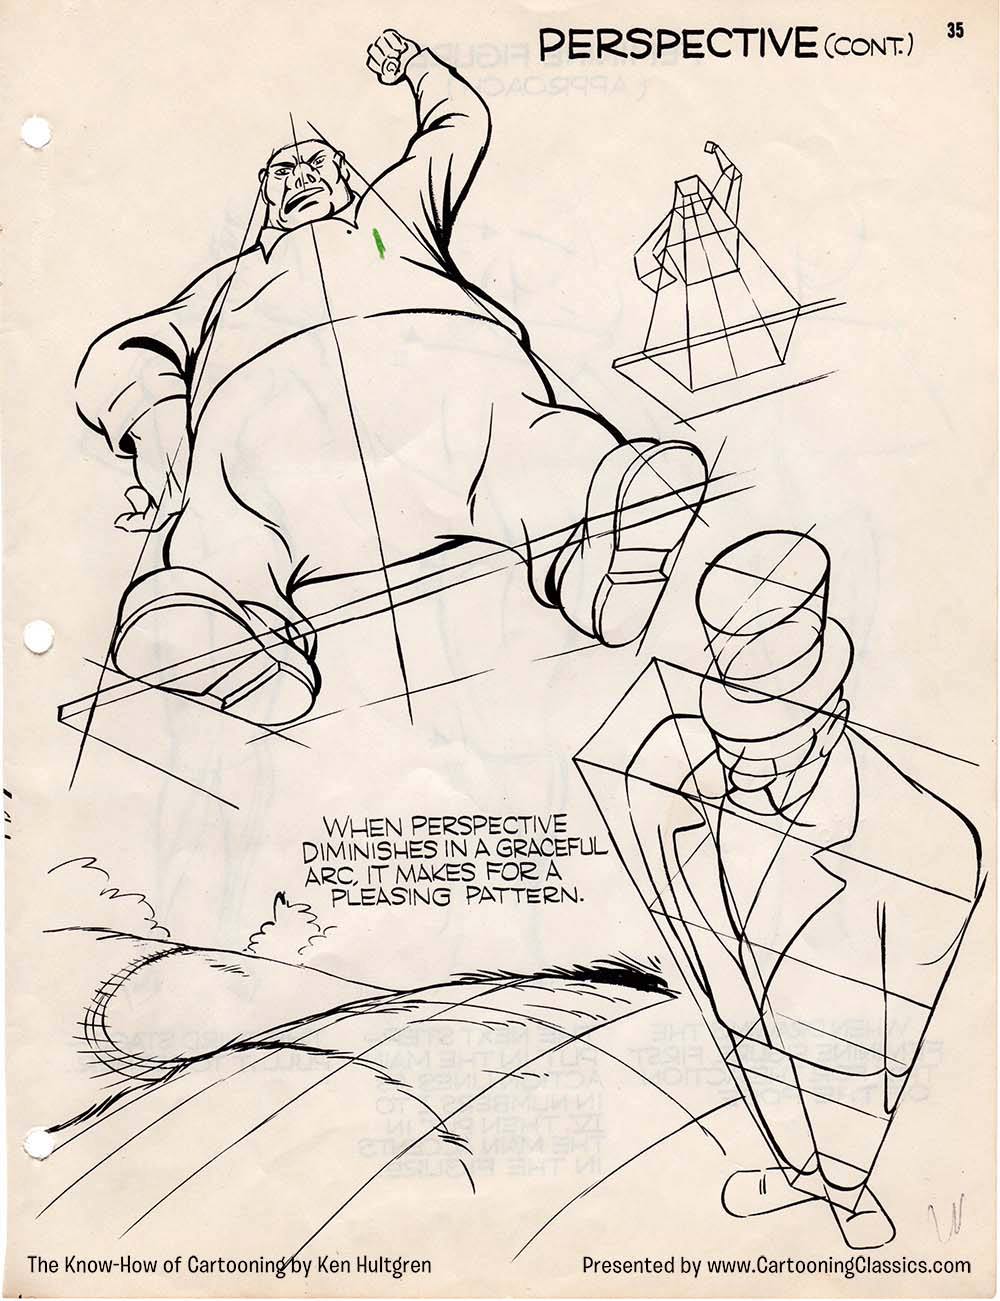 PERSPECTIVE (CONT.)
35
WHEN PERSPECTIVE
DIMINISHES IN A GRACEFUL
ARC, IT MAKES FOR A
PLEASING PATTERN.
The Know-How of Cartooning by Ken Hultgren
Presented by www.CartooningClassics.com